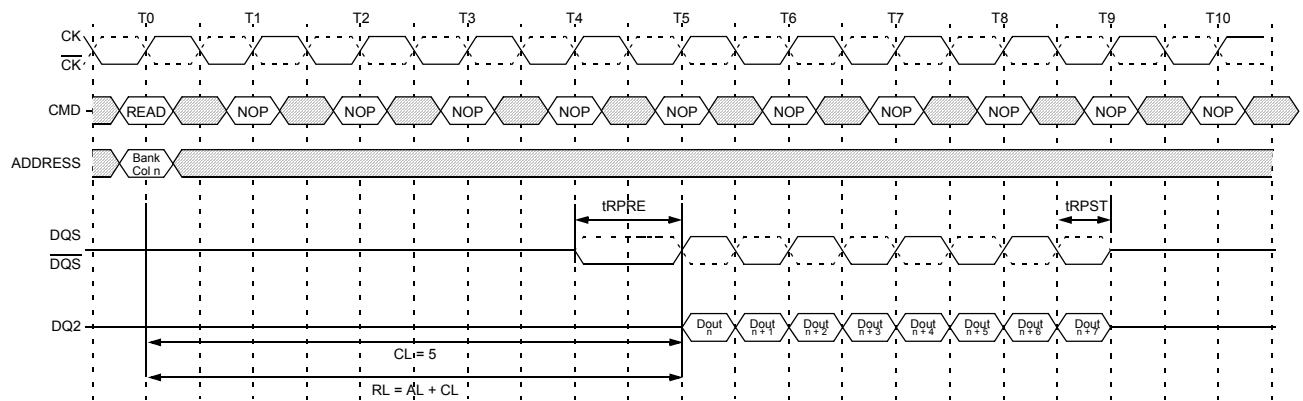 T0 T1 T2 T3 T4 T5 T6 T7 T8 T9 T10
CK
CK
CMD READ NOP NOP NOP NOP NOP NOP NOP NOP NOP NOP
ADDRESS Bank
Col n
tRPRE tRPST
DQS
DQS
DQ2 Dout Dout Dout Dout Dout Dout Dout Dout
n n + 1 n + 2 n + 3 n + 4 n + 5 n + 6 n + 7
CL = 5
RL = AL + CL